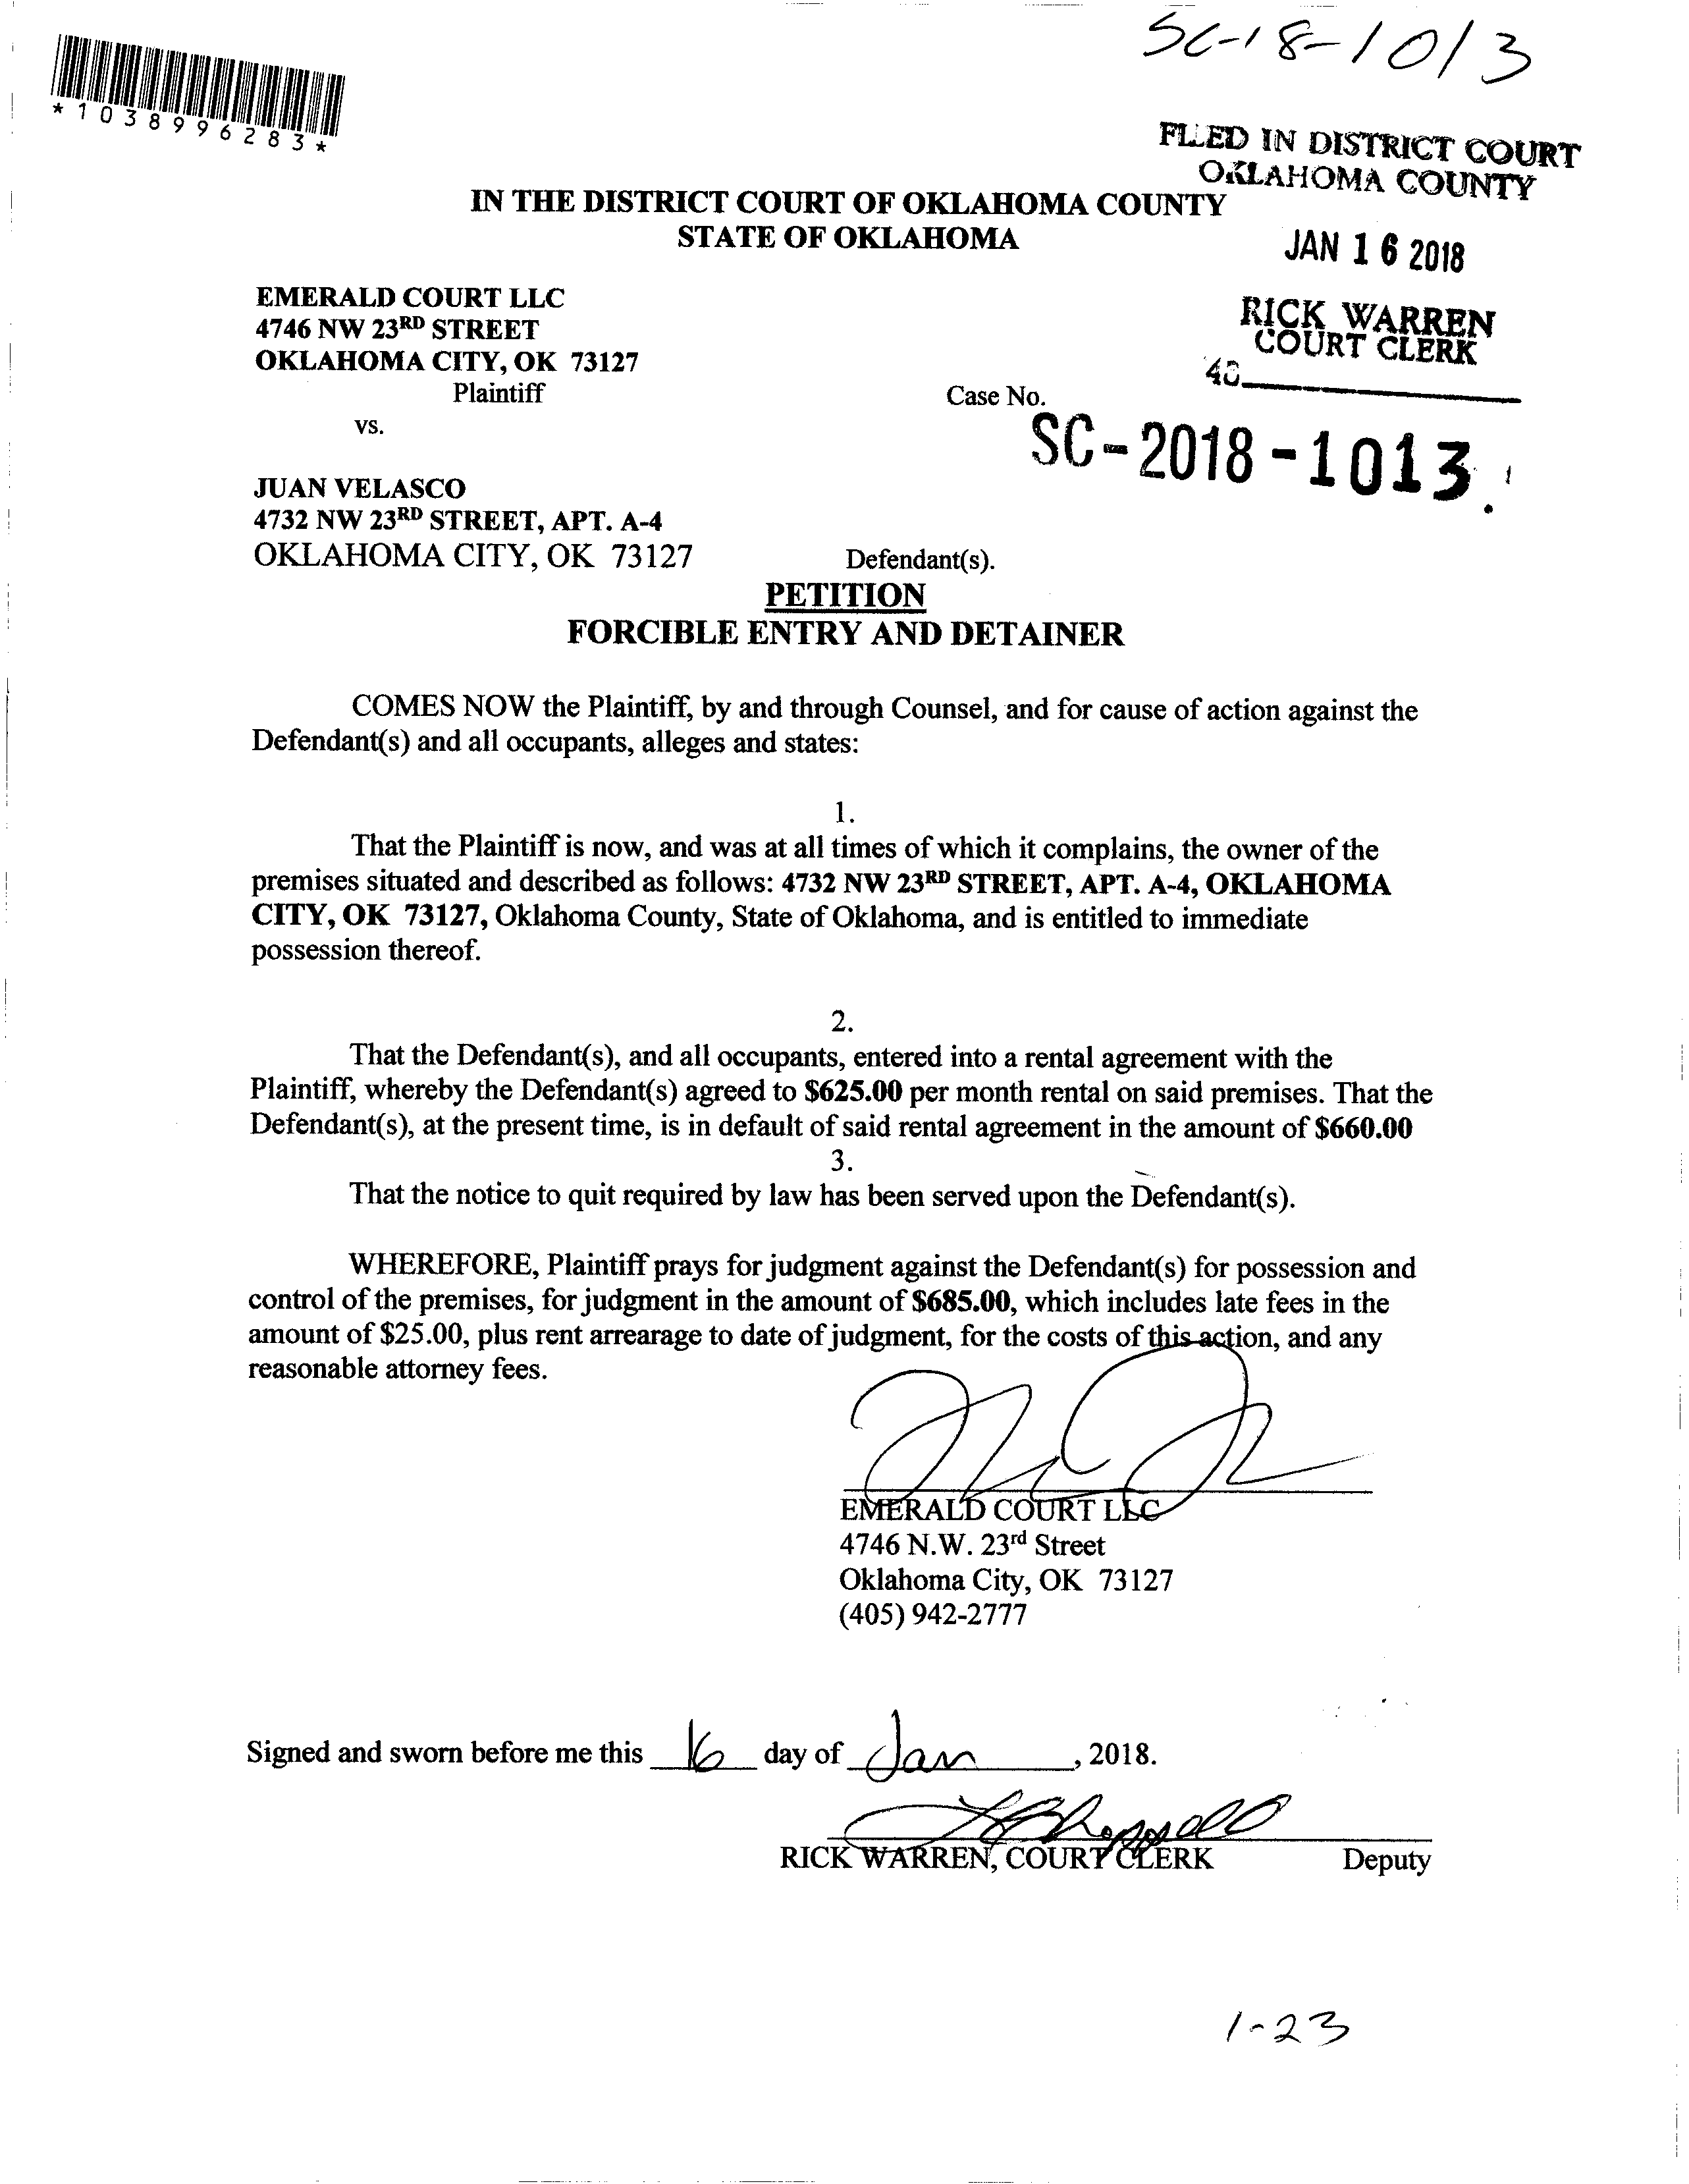 SC-18-1013
*1038996283*
FILED IN DISTRICT COURT
OKLAHOMA COUNTY
IN THE DISTRICT COURT OF OKLAHOMA COUNTY
STATE OF OKLAHOMA
JAN 16 2018
EMERALD COURT LLC
4746 NW 23RD STREET
OKLAHOMA CITY, OK 73127
Plaintiff
RICK WARREN
COURT CLERK
Case No.
vs.
SC-2018-1013
JUAN VELASCO
4732 NW 23RD STREET, APT. A-4
OKLAHOMA CITY, OK 73127 Defendant(s).
PETITION
FORCIBLE ENTRY AND DETAINER
COMES NOW the Plaintiff, by and through Counsel, and for cause of action against the
Defendant(s) and all occupants, alleges and states:
1.
That the Plaintiff is now, and was at all times of which it complains, the owner of the
premises situated and described as follows: 4732 NW 23RD STREET, APT. A-4, OKLAHOMA
CITY, OK 73127, Oklahoma County, State of Oklahoma, and is entitled to immediate
possession thereof.
2.
That the Defendant(s), and all occupants, entered into a rental agreement with the
Plaintiff, whereby the Defendant(s) agreed to $625.00 per month rental on said premises. That the
Defendant(s), at the present time, is in default of said rental agreement in the amount of $660.00
3.
That the notice to quit required by law has been served upon the Defendant(s).
WHEREFORE, Plaintiff prays for judgment against the Defendant(s) for possession and
control of the premises, for judgment in the amount of $685.00, which includes late fees in the
amount of $25.00, plus rent arrearage to date of judgment, for the costs of this action, and any
reasonable attorney fees.
EMERALD COURT LLC
4746 N.W. 23rd Street
Oklahoma City, OK 73127
(405) 942-2777
Signed and sworn before me this 16 day of Jan, 2018.
RICK WARREN, COURT CLERK Deputy
1-23